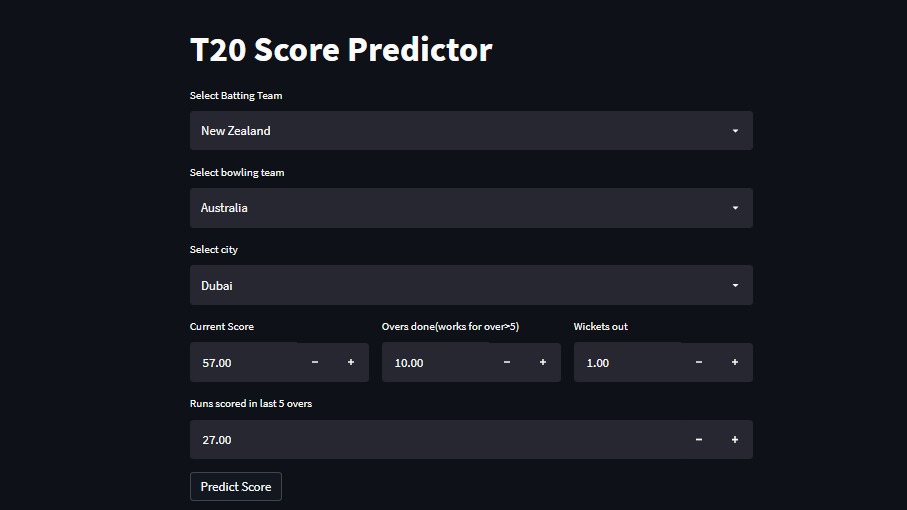 T20 Score Predictor
Select Batting Team
New Zealand
Select bowling team
Australia
Select city
Dubai
Current Score Overs done(works for over>5) Wickets out
57.00 − + 10.00 − + 1.00 − +
Runs scored in last 5 overs
27.00 − +
Predict Score